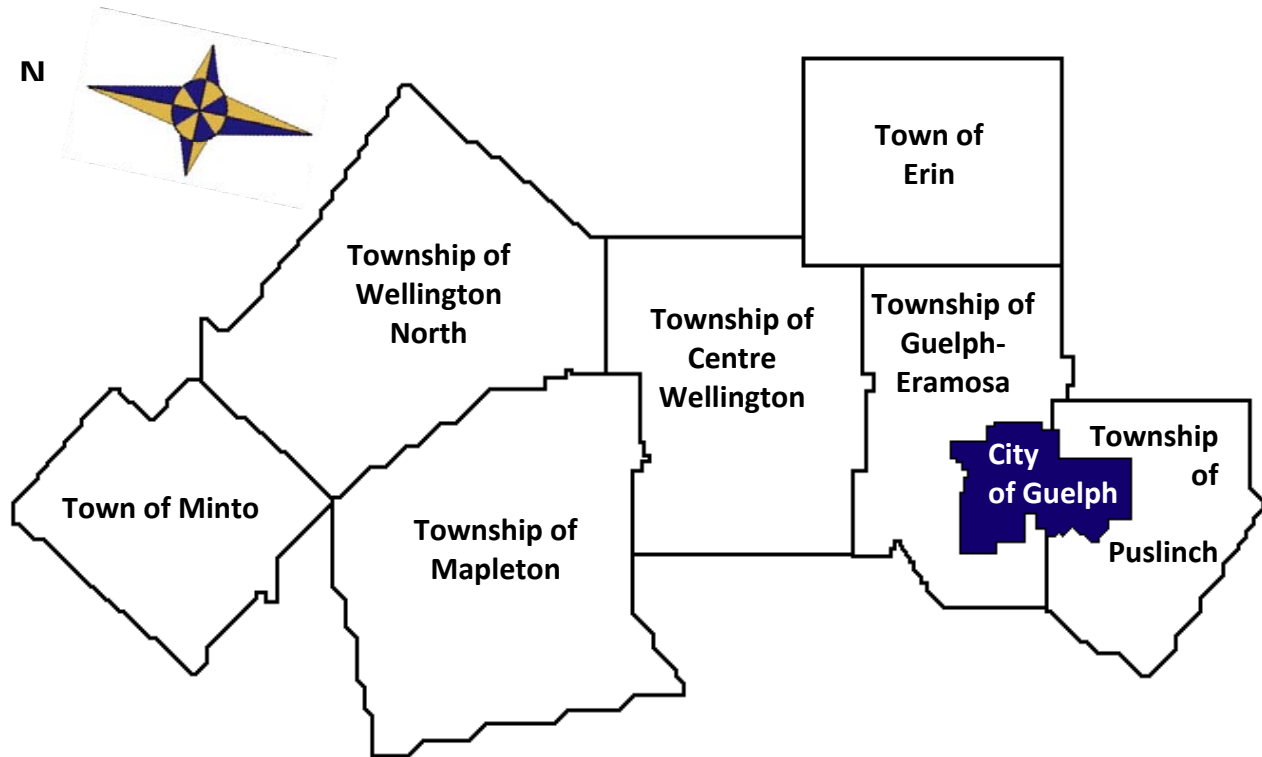 N
Town of
Erin
Township of
Wellington
North
Township of
Centre
Wellington
Township of
Guelph-
Eramosa
City
of Guelph
Township
of
Puslinch
Town of Minto
Township of
Mapleton